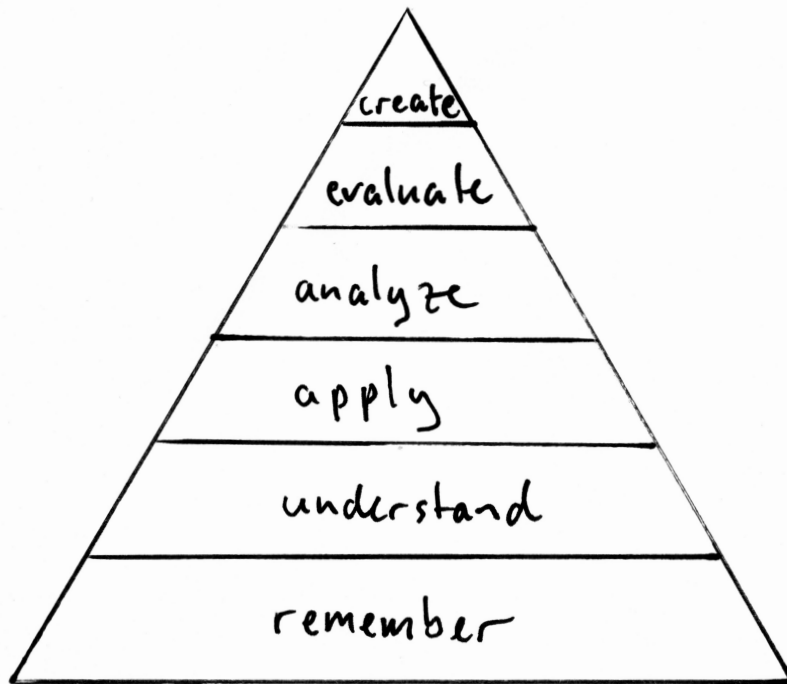 create
evaluate
analyze
apply
understand
remember